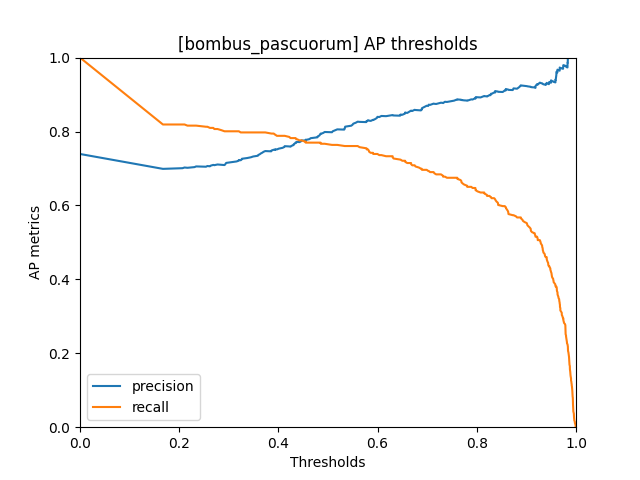 [bombus_pascuorum] AP thresholds
1.0
0.8
0.6
0.4
0.2
0.0
AP metrics
precision
recall
0.0 0.2 0.4 0.6 0.8 1.0
Thresholds